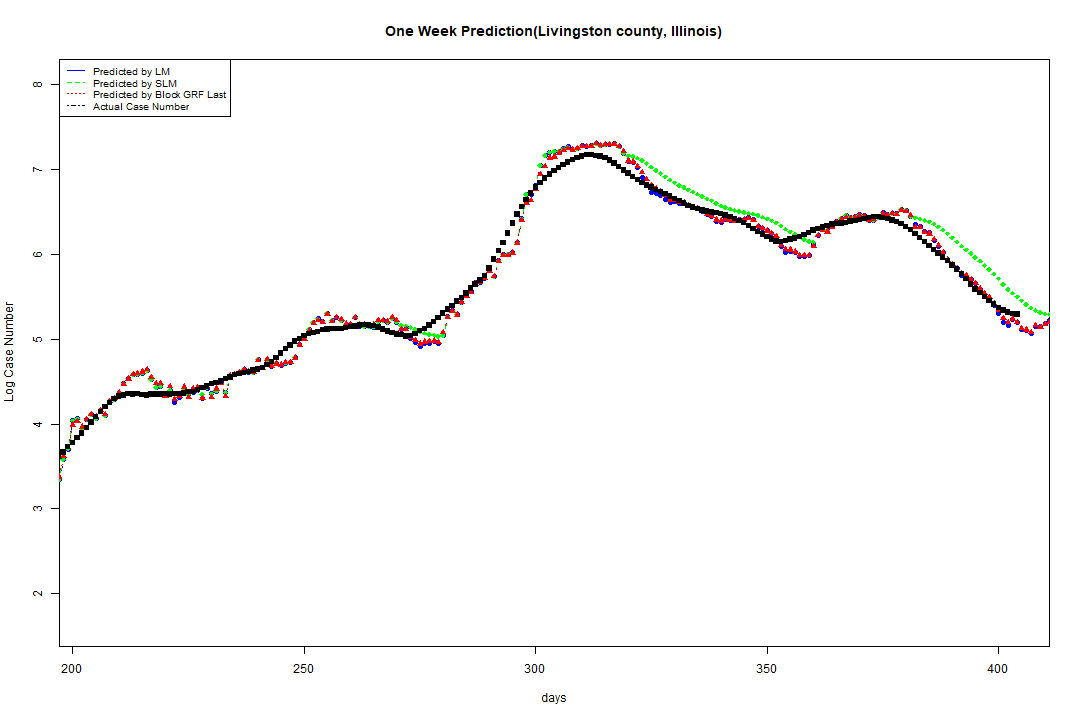 One Week Prediction(Livingston county, Illinois)
Predicted by LM
Predicted by SLM
Predicted by Block GRF Last
Actual Case Number
8
7
6
5
4
3
2
Log Case Number
200 250 300 350 400
days